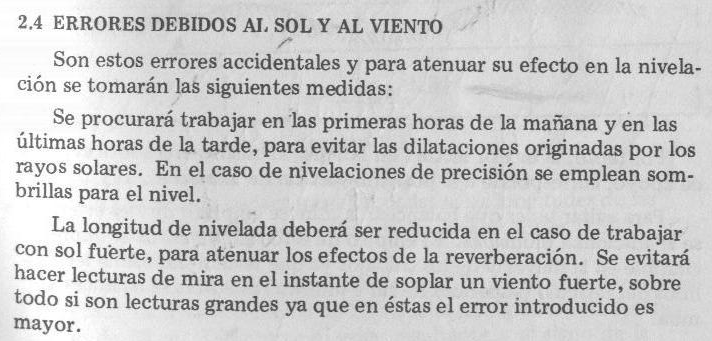 2.4 ERRORES DEBIDOS AL SOL Y AL VIENTO
Son estos errores accidentales y para atenuar su efecto en la nivela-
ción se tomarán las siguientes medidas:
Se procurará trabajar en las primeras horas de la mañana y en las
últimas horas de la tarde, para evitar las dilataciones originadas por los
rayos solares. En el caso de nivelaciones de precisión se emplean som-
brillas para el nivel.
La longitud de nivelada deberá ser reducida en el caso de trabajar
con sol fuerte, para atenuar los efectos de la reverberación. Se evitará
hacer lecturas de mira en el instante de soplar un viento fuerte, sobre
todo si son lecturas grandes ya que en éstas el error introducido es
mayor.